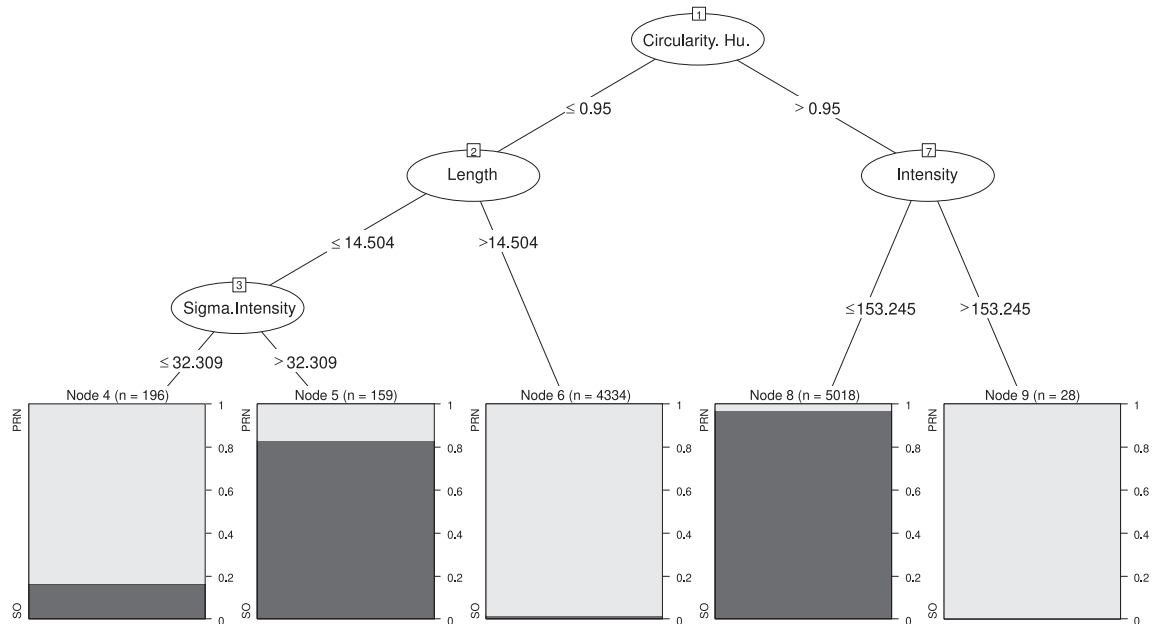 1
Circularity. Hu.
≤ 0.95
> 0.95
2
Length
7
Intensity
≤ 14.504
>14.504
3
Sigma.Intensity
≤153.245
>153.245
≤ 32.309
> 32.309
Node 4 (n = 196)
PRN
SO
1
0.8
0.6
0.4
0.2
0
Node 5 (n = 159)
PRN
SO
1
0.8
0.6
0.4
0.2
0
Node 6 (n = 4334)
PRN
SO
1
0.8
0.6
0.4
0.2
0
Node 8 (n = 5018)
PRN
SO
1
0.8
0.6
0.4
0.2
0
Node 9 (n = 28)
PRN
SO
1
0.8
0.6
0.4
0.2
0